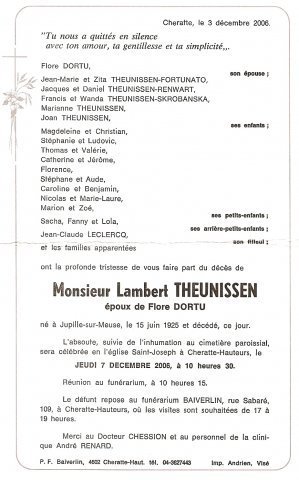 Cheratte, le 3 décembre 2006.
"Tu nous a quittés en silence
avec ton amour, ta gentillesse et ta simplicité,,,.
Flore DORTU,
son épouse ;
Jean-Marie et Zita THEUNISSEN-FORTUNATO,
Jacques et Daniel THEUNISSEN-RENWART,
Francis et Wanda THEUNISSEN-SKROBANSKA,
Marianne THEUNISSEN,
Joan THEUNISSEN,
ses enfants ;
Magdeleine et Christian,
Stéphanie et Ludovic,
Thomas et Valérie,
Catherine et Jérôme,
Florence,
Stéphane et Aude,
Caroline et Benjamin,
Nicolas et Marie-Laure,
Marion et Zoé,
ses petits-enfants ;
Sacha, Fanny et Lola,
ses arrière-petits-enfants ;
Jean-Claude LECLERCQ,
son filleul ;
et les familles apparentées
ont la profonde tristesse de vous faire part du décès de
Monsieur Lambert THEUNISSEN
époux de Flore DORTU
né à Jupille-sur-Meuse, le 15 juin 1925 et décédé, ce jour.
L'absoute, suivie de l'inhumation au cimetière paroissial,
sera célébrée en l'église Saint-Joseph à Cheratte-Hauteurs, le
JEUDI 7 DECEMBRE 2006, à 10 heures 30.
Réunion au funérarium, à 10 heures 15.
Le défunt repose au funérarium BAIVERLIN, rue Sabaré,
109, à Cheratte-Hauteurs, où les visites sont souhaitées de 17 à
19 heures.
Merci au Docteur CHESSION et au personnel de la clini-
que André RENARD.
P. F. Baiverlin, 4602 Cheratte-Haut. tél. 04-3627443 Imp. Andrien, Visé